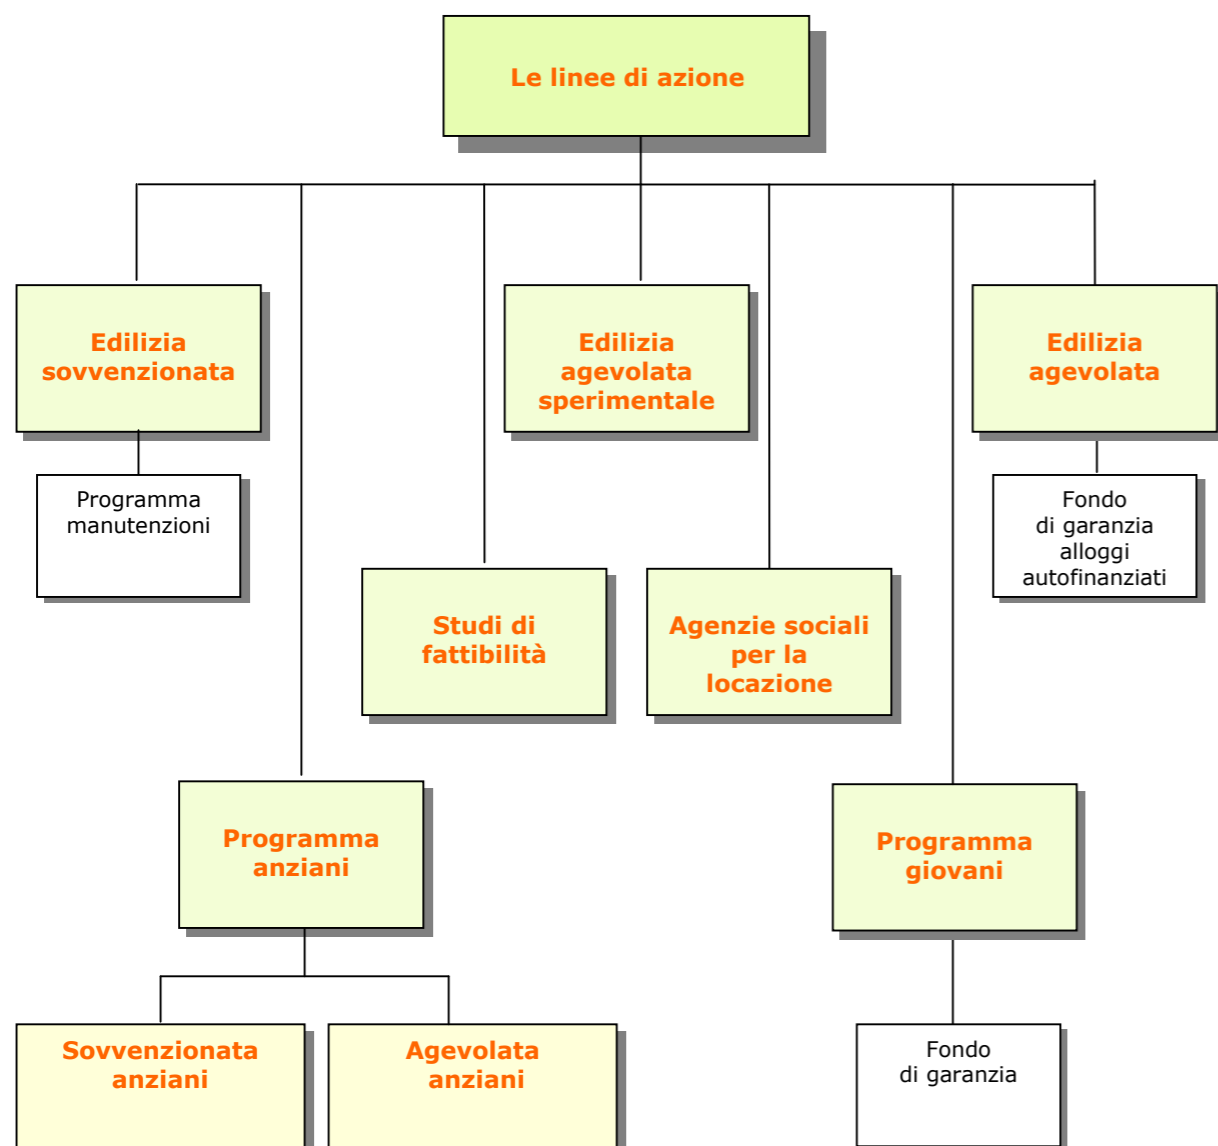 Le linee di azione
Edilizia
sovvenzionata
Edilizia
agevolata
sperimentale
Edilizia
agevolata
Programma
manutenzioni
Fondo
di garanzia
alloggi
autofinanziati
Studi di
fattibilità
Agenzie sociali
per la
locazione
Programma
anziani
Programma
giovani
Sovvenzionata
anziani
Agevolata
anziani
Fondo
di garanzia